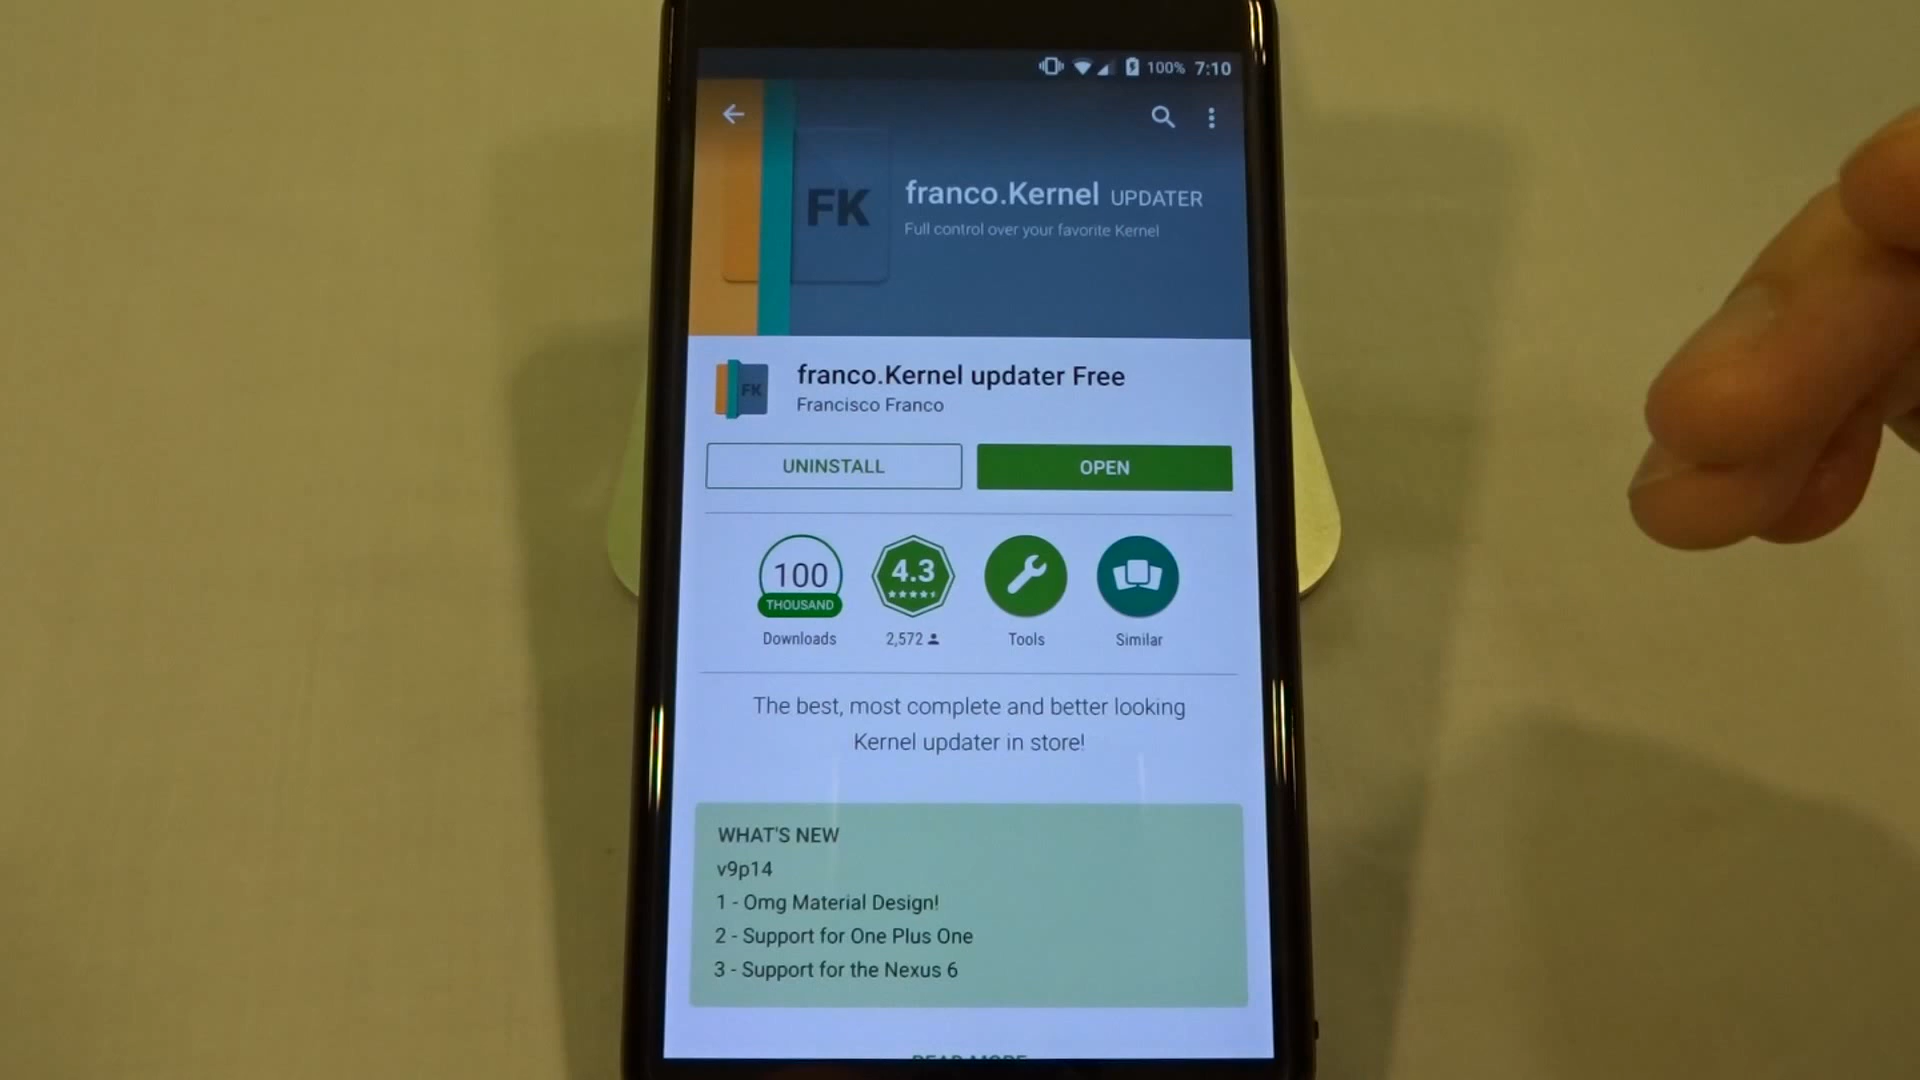 100% 7:10
FK
franco.Kernel UPDATER
Full control over your favorite Kernel
FK
franco.Kernel updater Free
Francisco Franco
UNINSTALL
OPEN
100
THOUSAND
4.3
Downloads
2,572
Tools
Similar
The best, most complete and better looking
Kernel updater in store!
WHAT'S NEW
v9p14
1 - Omg Material Design!
2 - Support for One Plus One
3 - Support for the Nexus 6
READ MORE